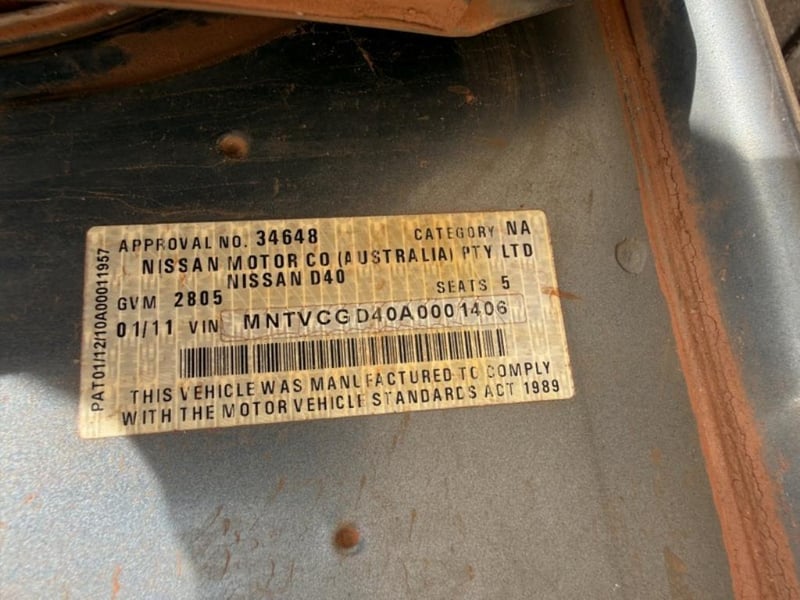 APPROVAL NO. 34648 CATEGORY NA
NISSAN MOTOR CO (AUSTRALIA) PTY LTD
NISSAN D40
GVM 2805 SEATS 5
01/11 VIN MNTVCGD40A0001406
THIS VEHICLE WAS MANUFACTURED TO COMPLY
WITH THE MOTOR VEHICLE STANDARDS ACT 1989
PAT01/12/10A00011957